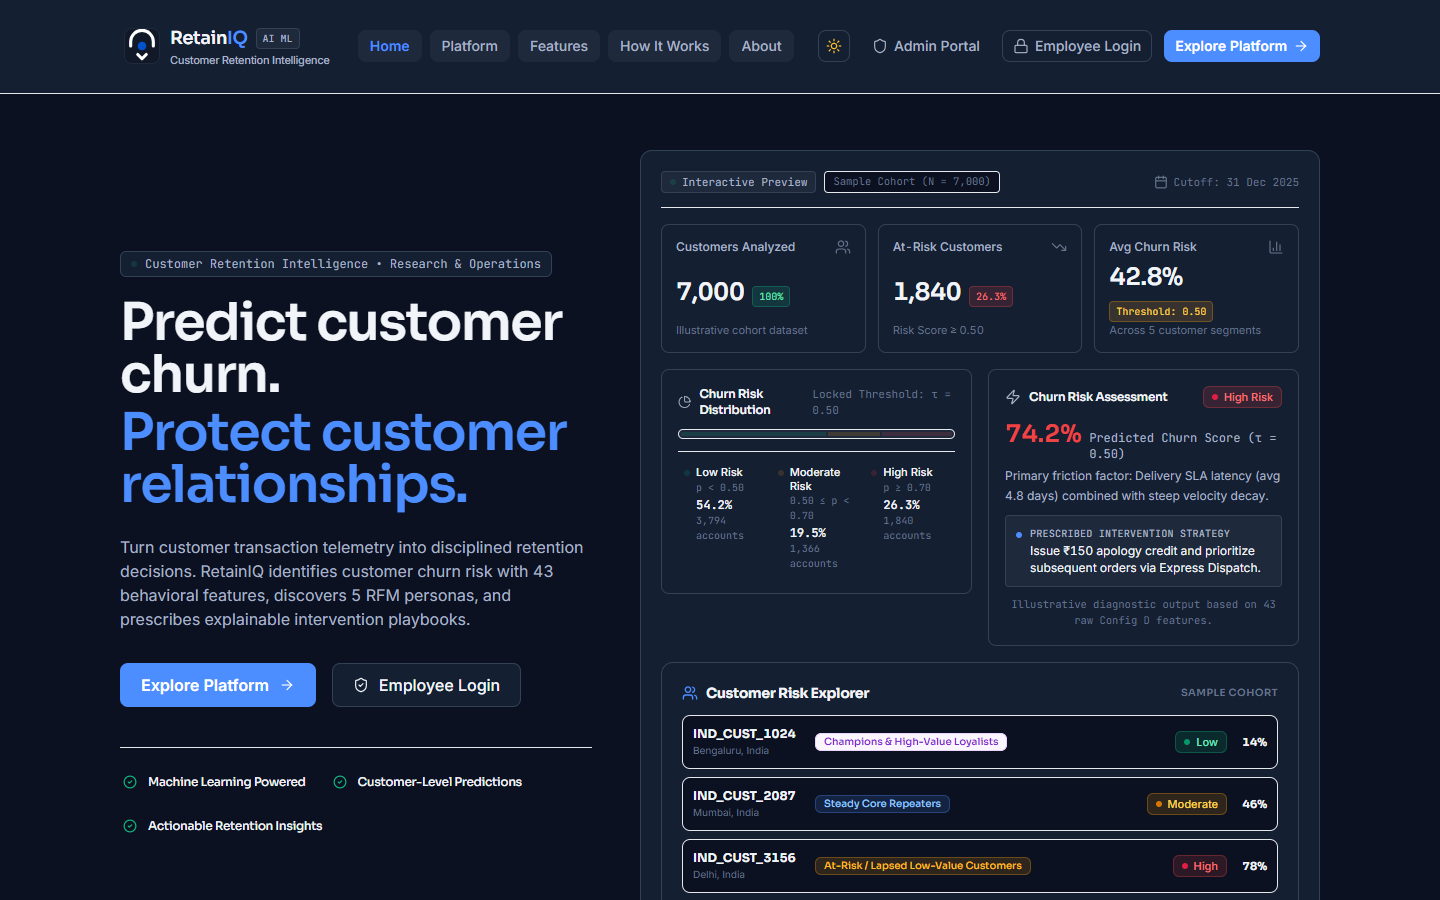 RetainIQ AI ML
Customer Retention Intelligence
Home
Platform
Features
How It Works
About
Admin Portal
Employee Login
Explore Platform
Customer Retention Intelligence • Research & Operations
Predict customer
churn.
Protect customer
relationships.
Turn customer transaction telemetry into disciplined retention
decisions. RetainIQ identifies customer churn risk with 43
behavioral features, discovers 5 RFM personas, and
prescribes explainable intervention playbooks.
Explore Platform
Employee Login
Machine Learning Powered
Customer-Level Predictions
Actionable Retention Insights
Interactive Preview
Sample Cohort (N = 7,000)
Cutoff: 31 Dec 2025
Customers Analyzed
7,000 100%
Illustrative cohort dataset
At-Risk Customers
1,840 26.3%
Risk Score ≥ 0.50
Avg Churn Risk
42.8%
Threshold: 0.50
Across 5 customer segments
Churn Risk
Distribution
Locked Threshold: τ =
0.50
Low Risk
p < 0.50
54.2%
3,794
accounts
Moderate
Risk
0.50 ≤ p <
0.70
19.5%
1,366
accounts
High Risk
p ≥ 0.70
26.3%
1,840
accounts
Churn Risk Assessment
High Risk
74.2% Predicted Churn Score (τ =
0.50)
Primary friction factor: Delivery SLA latency (avg
4.8 days) combined with steep velocity decay.
PRESCRIBED INTERVENTION STRATEGY
Issue ₹150 apology credit and prioritize
subsequent orders via Express Dispatch.
Illustrative diagnostic output based on 43
raw Config D features.
Customer Risk Explorer
SAMPLE COHORT
IND_CUST_1024
Bengaluru, India
Champions & High-Value Loyalists
Low
14%
IND_CUST_2087
Mumbai, India
Steady Core Repeaters
Moderate
46%
IND_CUST_3156
Delhi, India
At-Risk / Lapsed Low-Value Customers
High
78%